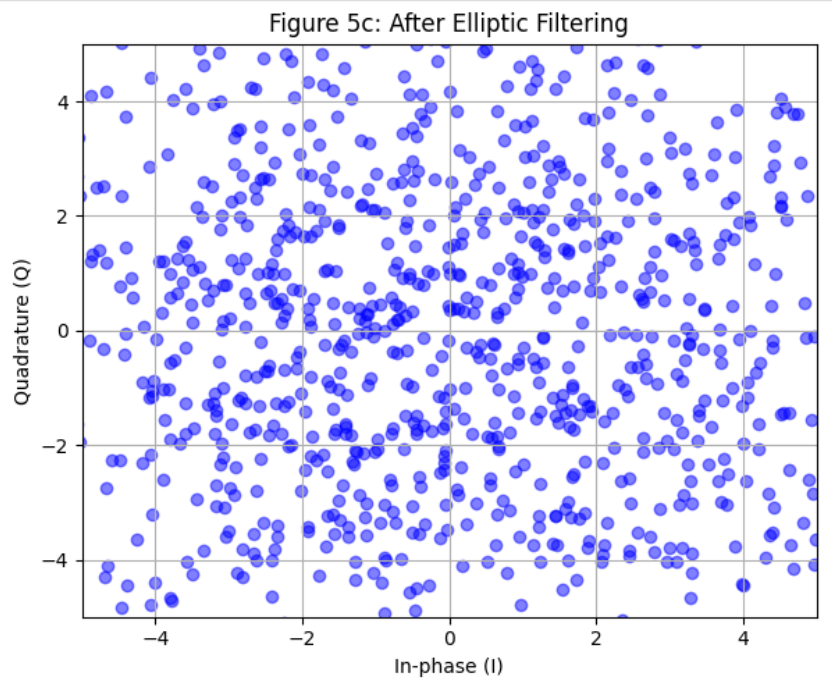 Figure 5c: After Elliptic Filtering
Quadrature (Q)
4
2
0
−2
−4
−4 −2 0 2 4
In-phase (I)